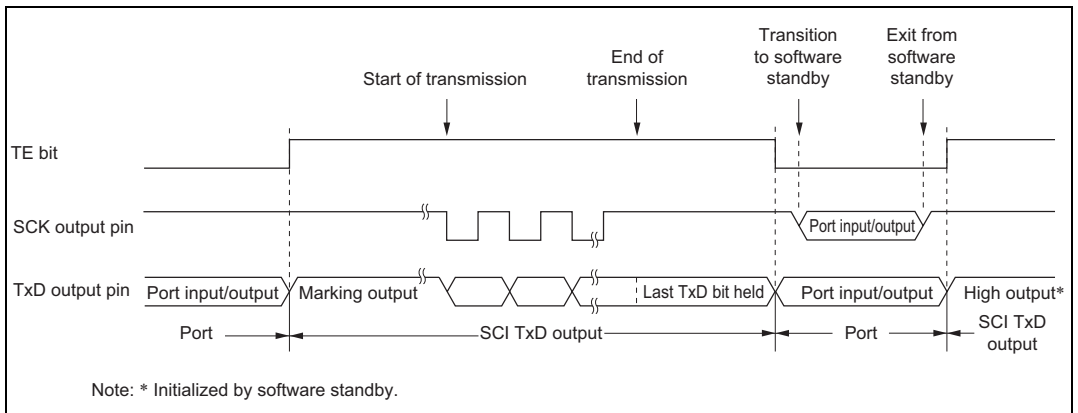 Transition
to software
standby
Exit from
software
standby
End of
transmission
Start of transmission
TE bit
SCK output pin
Port input/output
TxD output pin
Port input/output
Marking output
Last TxD bit held
Port input/output
High output*
Port
SCI TxD output
Port
SCI TxD
output
Note: * Initialized by software standby.